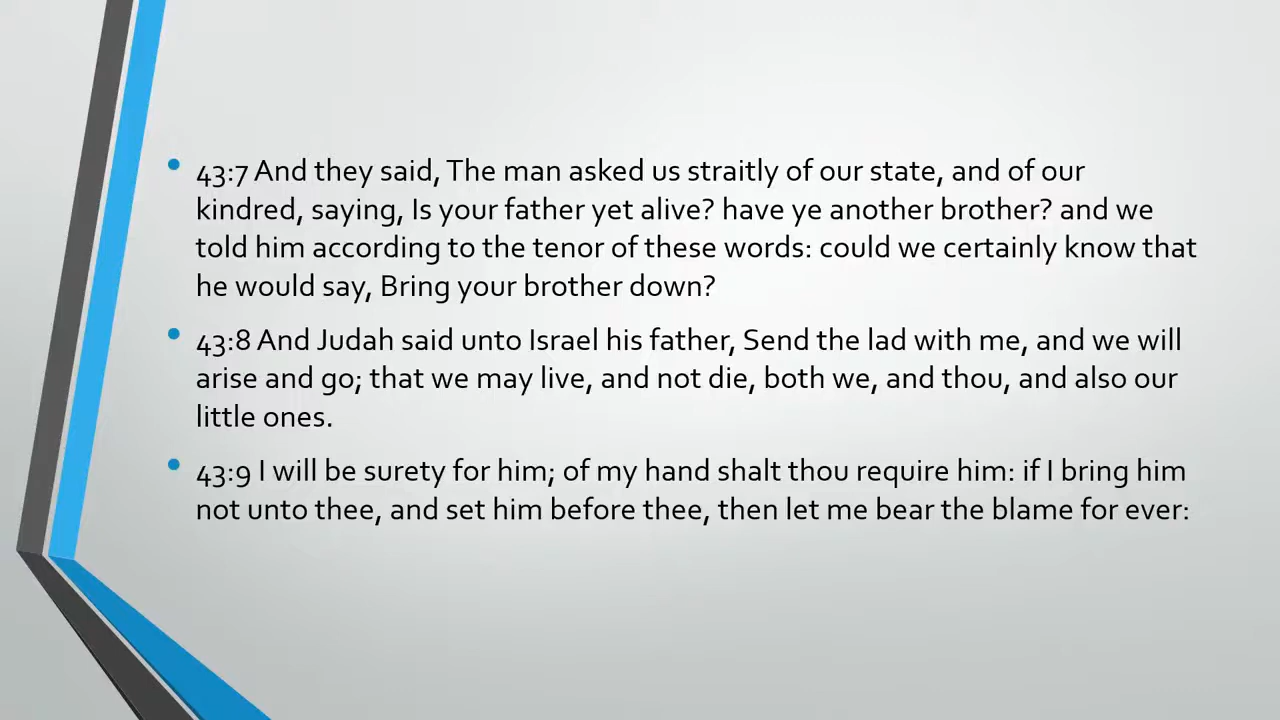 43:7 And they said, The man asked us straitly of our state, and of our
kindred, saying, Is your father yet alive? have ye another brother? and we
told him according to the tenor of these words: could we certainly know that
he would say, Bring your brother down?
43:8 And Judah said unto Israel his father, Send the lad with me, and we will
arise and go; that we may live, and not die, both we, and thou, and also our
little ones.
43:9 I will be surety for him; of my hand shalt thou require him: if I bring him
not unto thee, and set him before thee, then let me bear the blame for ever: